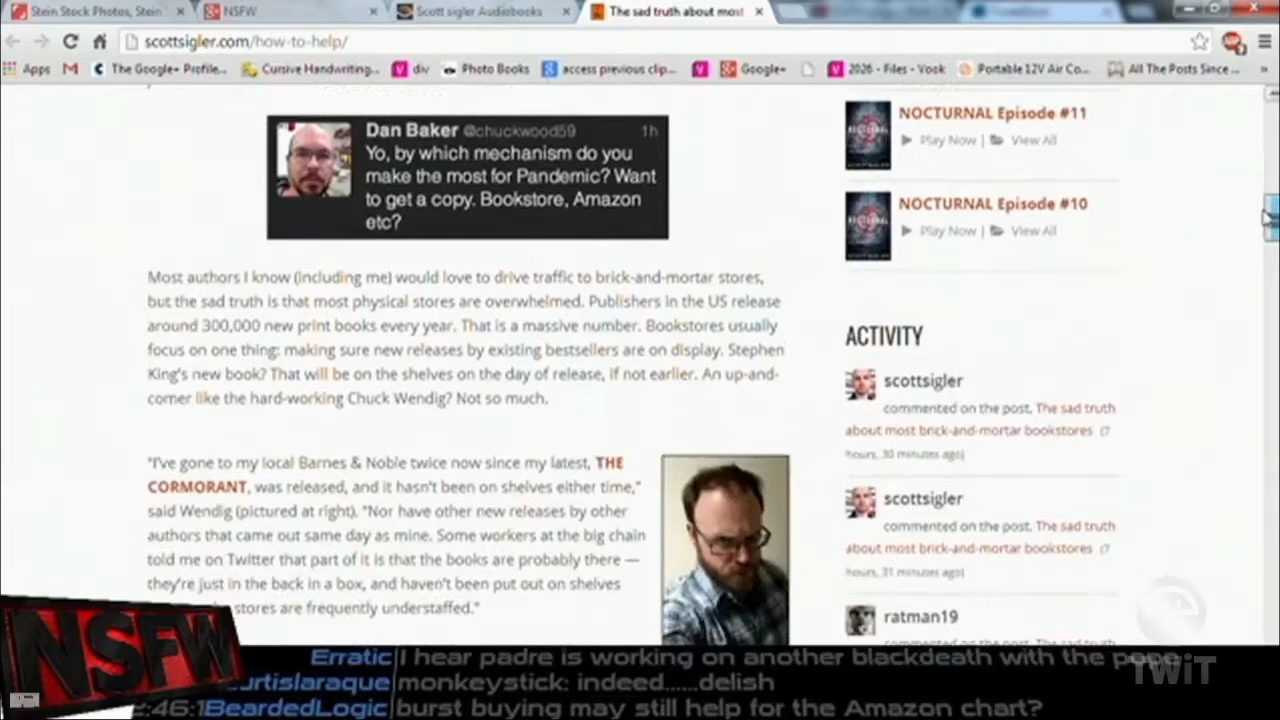 Stein Stock Photos, Stein
NSFW
Scott sigler Audiobooks
The sad truth about most
scottsigler.com/how-to-help/
Apps
The Google+ Profile...
Cursive Handwriting...
div
Photo Books
access previous clip...
Google+
2026 - Files - Vook
Portable 12V Air Co...
All The Posts Since ...
Dan Baker @chuckwood59 1h
Yo, by which mechanism do you
make the most for Pandemic? Want
to get a copy. Bookstore, Amazon
etc?
Most authors I know (including me) would love to drive traffic to brick-and-mortar stores,
but the sad truth is that most physical stores are overwhelmed. Publishers in the US release
around 300,000 new print books every year. That is a massive number. Bookstores usually
focus on one thing: making sure new releases by existing bestsellers are on display. Stephen
King's new book? That will be on the shelves on the day of release, if not earlier. An up-and-
comer like the hard-working Chuck Wendig? Not so much.
"I've gone to my local Barnes & Noble twice now since my latest, THE
CORMORANT, was released, and it hasn't been on shelves either time,"
said Wendig (pictured at right). "Nor have other new releases by other
authors that came out same day as mine. Some workers at the big chain
told me on Twitter that part of it is that the books are probably there —
they're just in the back in a box, and haven't been put out on shelves
stores are frequently understaffed."
NOCTURNAL Episode #11
Play Now | View All
NOCTURNAL Episode #10
Play Now | View All
ACTIVITY
scottsigler
commented on the post, The sad truth
about most brick-and-mortar bookstores (7
hours, 30 minutes ago)
scottsigler
commented on the post, The sad truth
about most brick-and-mortar bookstores (7
hours, 31 minutes ago)
ratman19
NSFW
Erratic I hear padre is working on another blackdeath with the pope
urtislaraque monkeystick: indeed......delish
2:46:1 BeardedLogic burst buying may still help for the Amazon chart?
TWiT